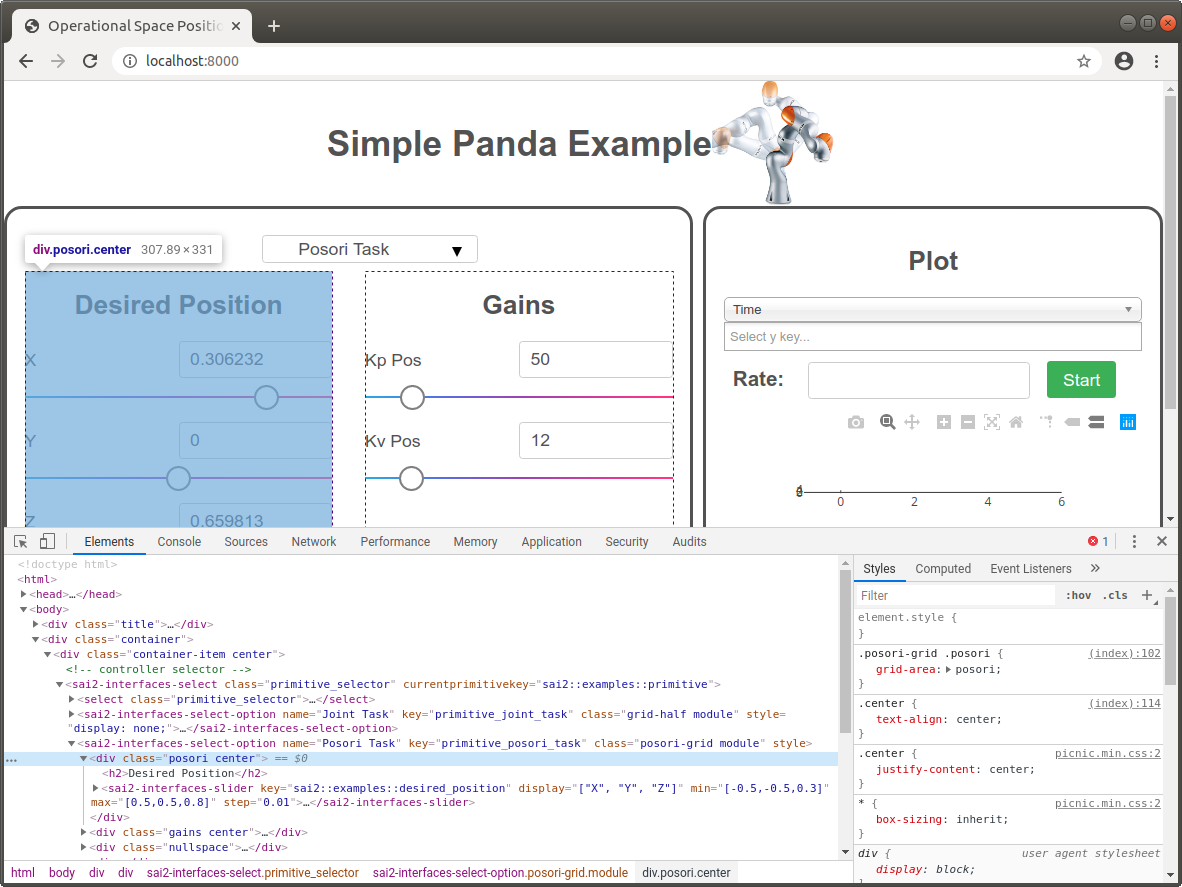 Operational Space Positio
localhost:8000
Simple Panda Example
div.posori.center 307.89 × 331
Posori Task ▼
Desired Position
X 0.306232
Y 0
Z 0.659813
Gains
Kp Pos 50
Kv Pos 12
Plot
Time
Select y key...
Rate: Start
0 2 4 6
Elements Console Sources Network Performance Memory Application Security Audits 1
<!doctype html>
<html>
<head>…</head>
<body>
<div class="title">…</div>
<div class="container">
<div class="container-item center">
<!-- controller selector -->
<sai2-interfaces-select class="primitive_selector" currentprimitivekey="sai2::examples::primitive">
<select class="primitive_selector">…</select>
<sai2-interfaces-select-option name="Joint Task" key="primitive_joint_task" class="grid-half module" style=
"display: none;">…</sai2-interfaces-select-option>
<sai2-interfaces-select-option name="Posori Task" key="primitive_posori_task" class="posori-grid module" style>
… <div class="posori center"> == $0
<h2>Desired Position</h2>
<sai2-interfaces-slider key="sai2::examples::desired_position" display="["X", "Y", "Z"]" min="[-0.5,-0.5,0.3]"
max="[0.5,0.5,0.8]" step="0.01">…</sai2-interfaces-slider>
</div>
<div class="gains center">…</div>
<div class="nullspace">…</div>
html body div div sai2-interfaces-select.primitive_selector sai2-interfaces-select-option.posori-grid.module div.posori.center
Styles Computed Event Listeners »
Filter :hov .cls +
element.style {
}
.posori-grid .posori { (index):102
grid-area: posori;
}
.center { (index):114
text-align: center;
}
.center { picnic.min.css:2
justify-content: center;
}
* { picnic.min.css:2
box-sizing: inherit;
}
div { user agent stylesheet
display: block;